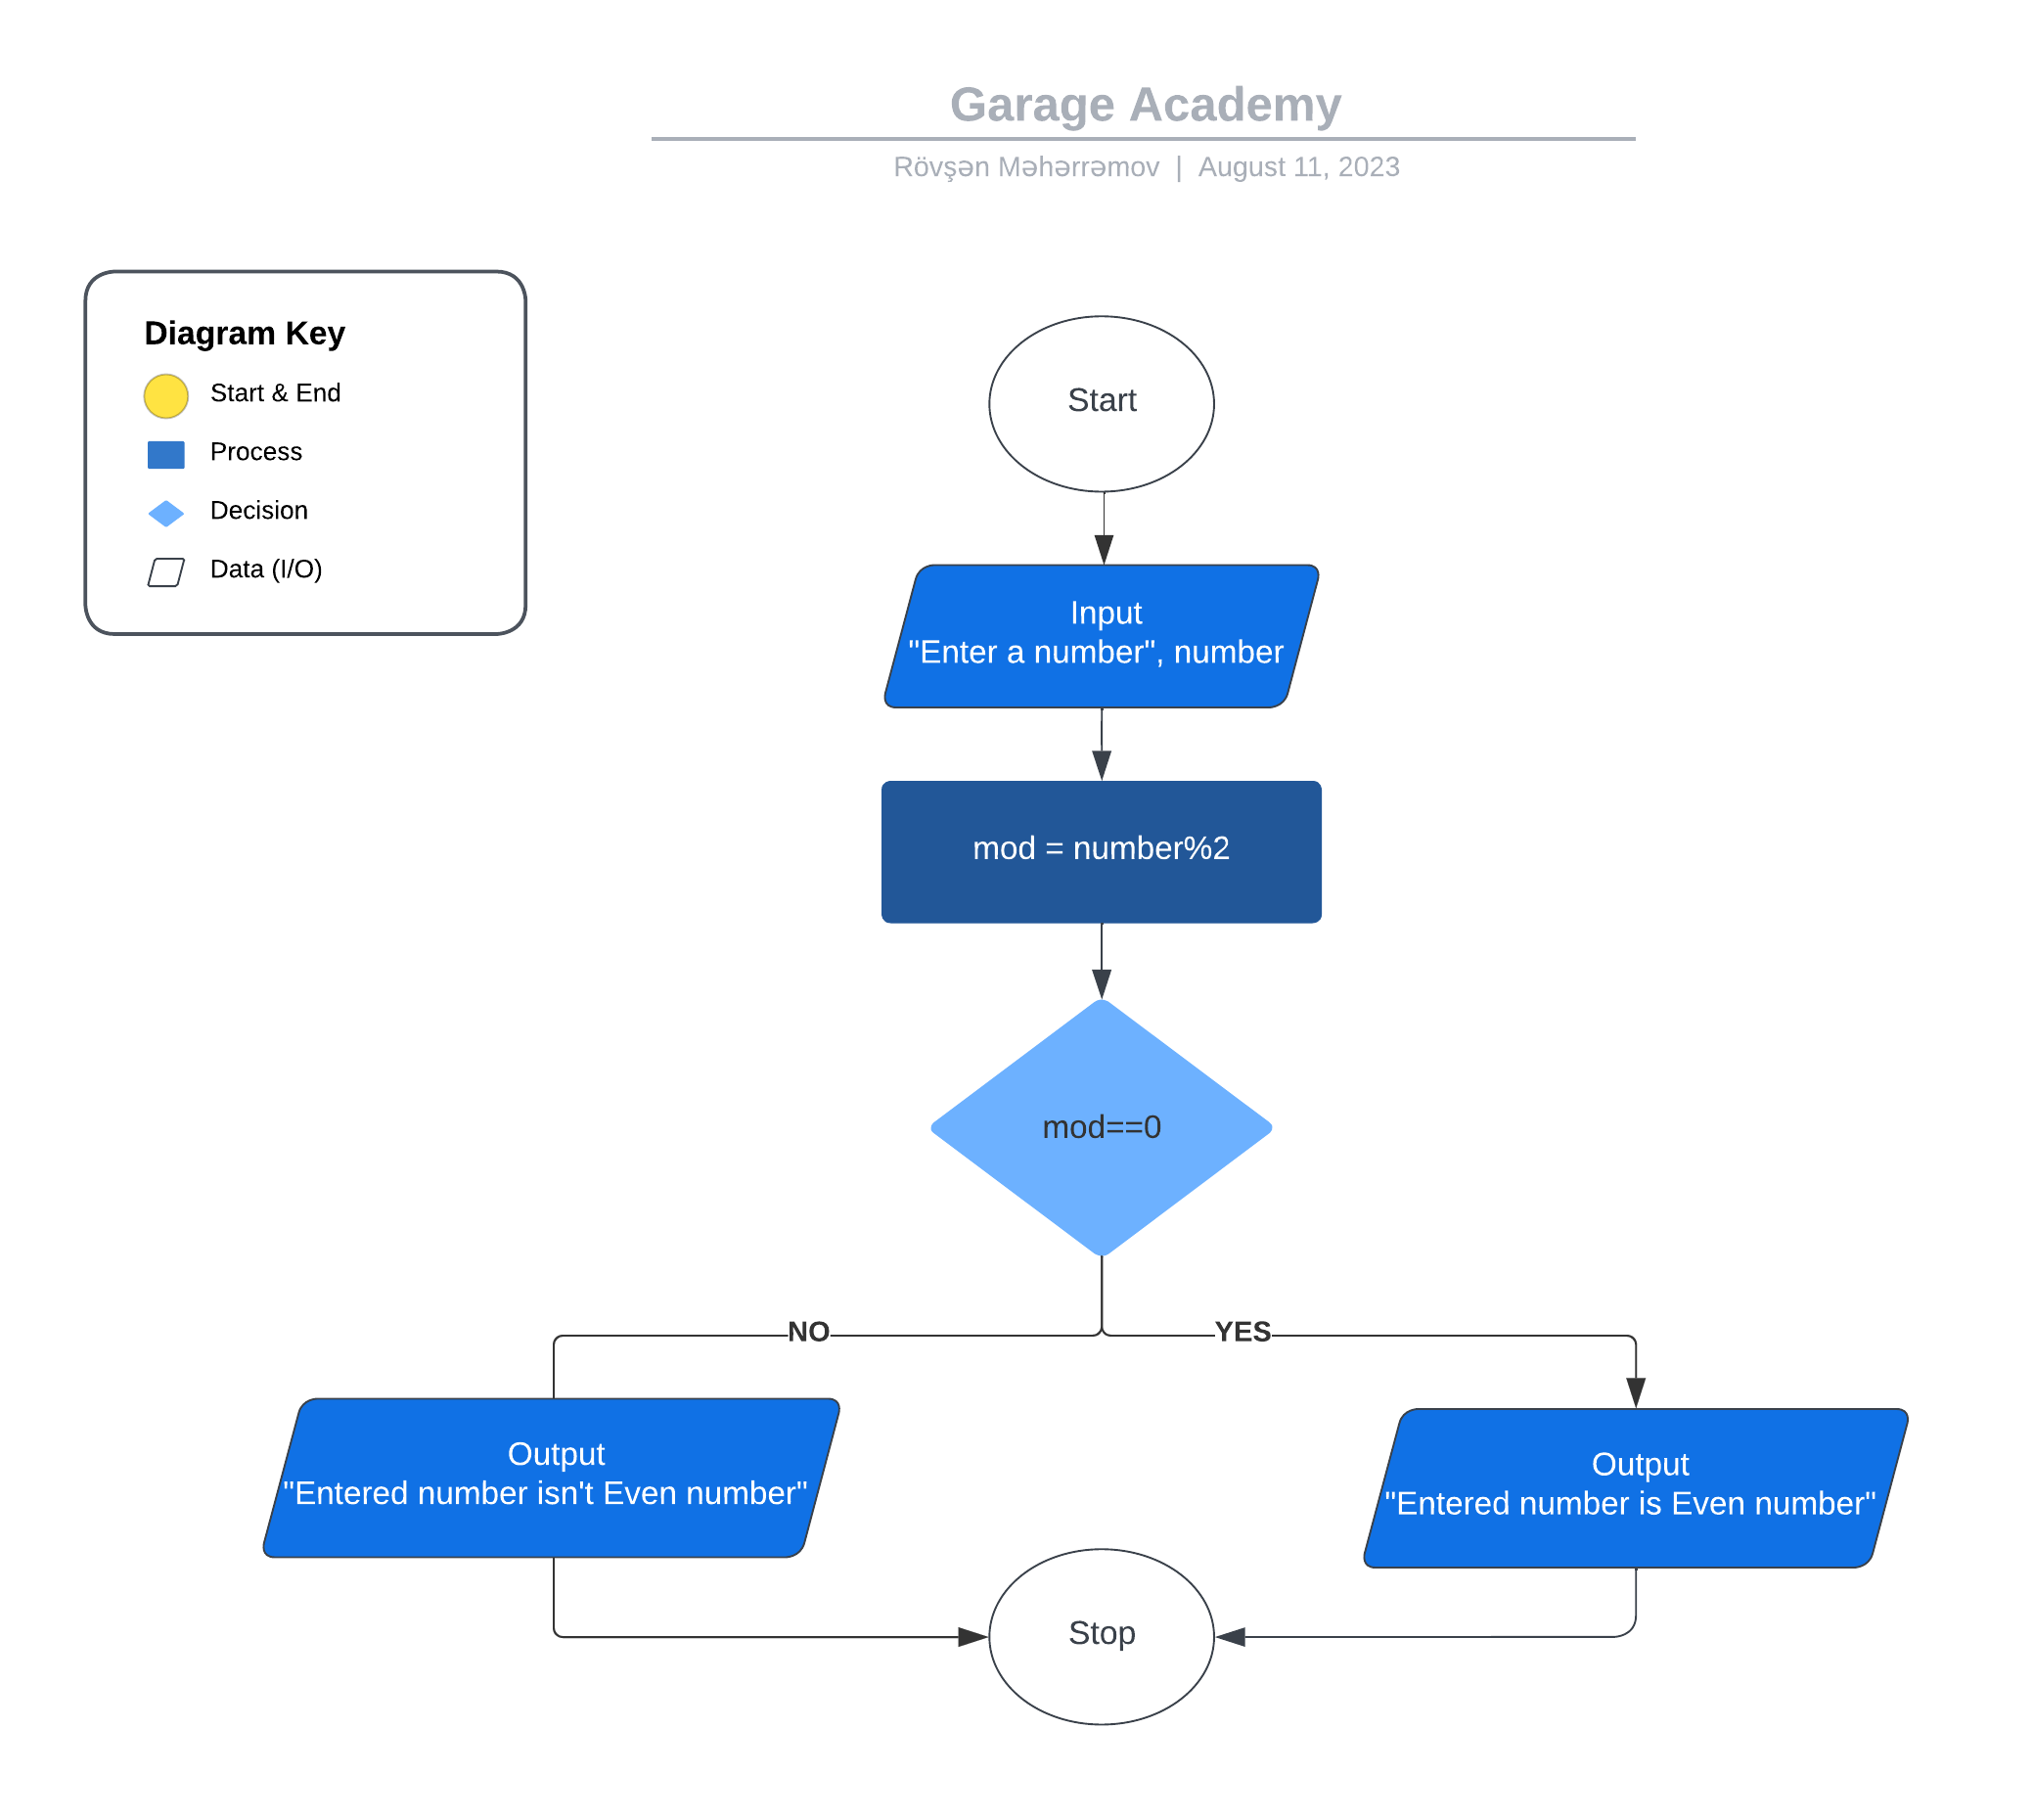 Garage Academy
Rövşən Məhərrəmov | August 11, 2023
Diagram Key
Start & End
Process
Decision
Data (I/O)
Start
Input
"Enter a number", number
mod = number%2
mod==0
NO
YES
Output
"Entered number isn't Even number"
Output
"Entered number is Even number"
Stop